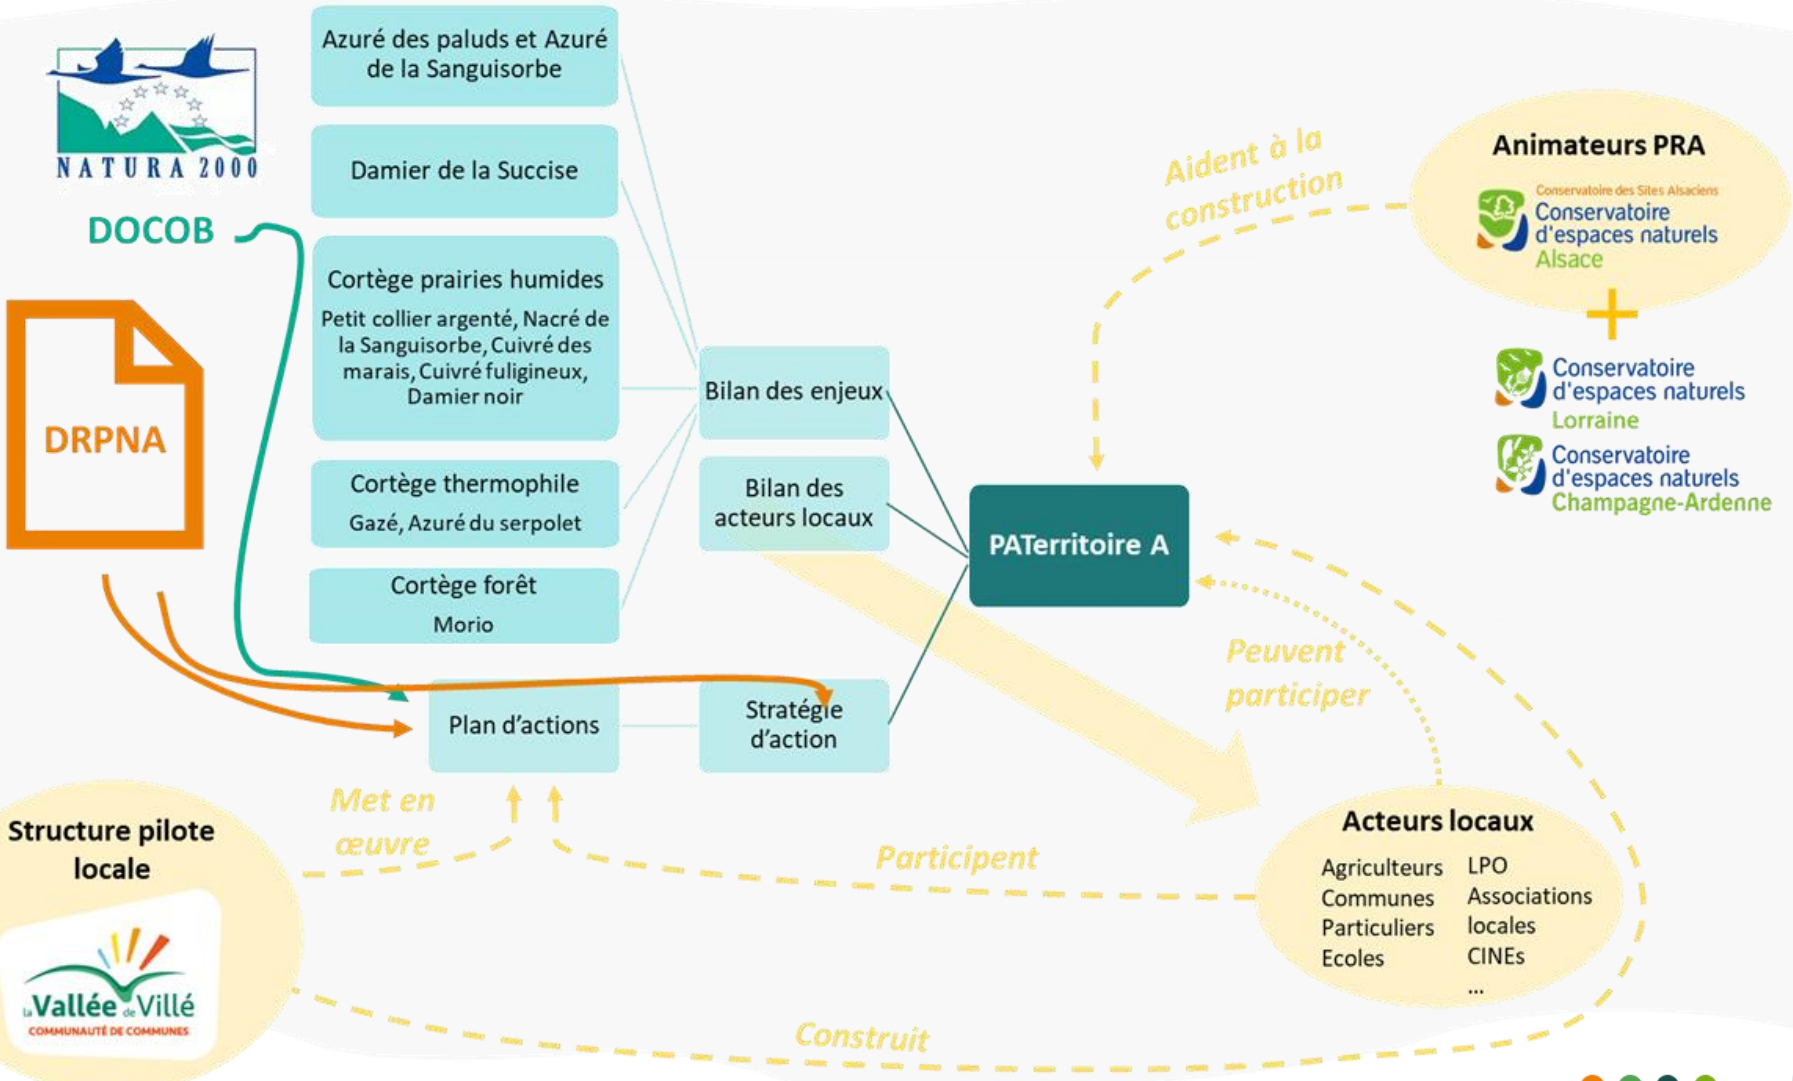 NATURA 2000
DOCOB
DRPNA
Azuré des paluds et Azuré
de la Sanguisorbe
Damier de la Succise
Cortège prairies humides
Petit collier argenté, Nacré de
la Sanguisorbe, Cuivré des
marais, Cuivré fuligineux,
Damier noir
Cortège thermophile
Gazé, Azuré du serpolet
Cortège forêt
Morio
Bilan des enjeux
Bilan des
acteurs locaux
Plan d'actions
Stratégie
d'action
PATerritoire A
Aident à la
construction
Animateurs PRA
Conservatoire des Sites Alsaciens
Conservatoire
d'espaces naturels
Alsace
Conservatoire
d'espaces naturels
Lorraine
Conservatoire
d'espaces naturels
Champagne-Ardenne
Peuvent
participer
Structure pilote
locale
la Vallée de Villé
COMMUNAUTÉ DE COMMUNES
Met en
œuvre
Participent
Construit
Acteurs locaux
Agriculteurs
Communes
Particuliers
Ecoles
LPO
Associations
locales
CINEs
...